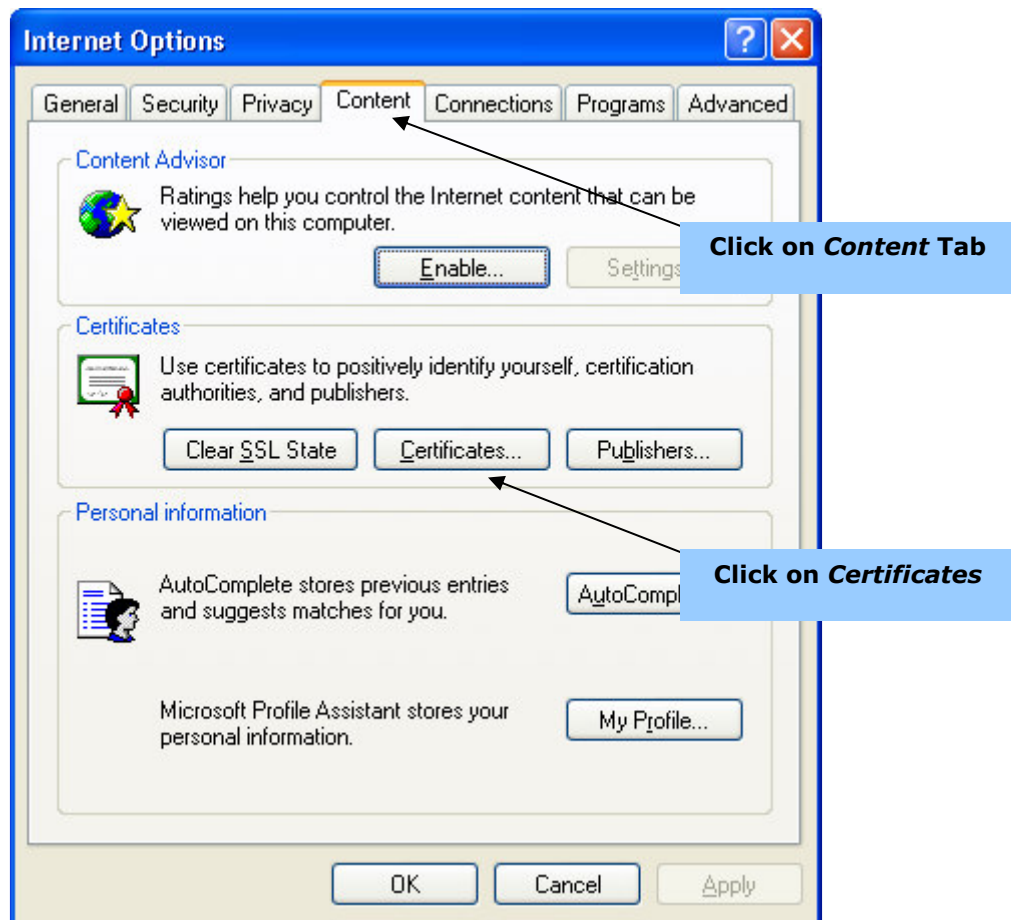 Internet Options
General Security Privacy Content Connections Programs Advanced
Content Advisor
Ratings help you control the Internet content that can be
viewed on this computer.
Enable... Settings
Click on Content Tab
Certificates
Use certificates to positively identify yourself, certification
authorities, and publishers.
Clear SSL State Certificates... Publishers...
Personal information
Click on Certificates
AutoComplete stores previous entries
and suggests matches for you.
AutoCompl
Microsoft Profile Assistant stores your
personal information.
My Profile...
OK Cancel Apply